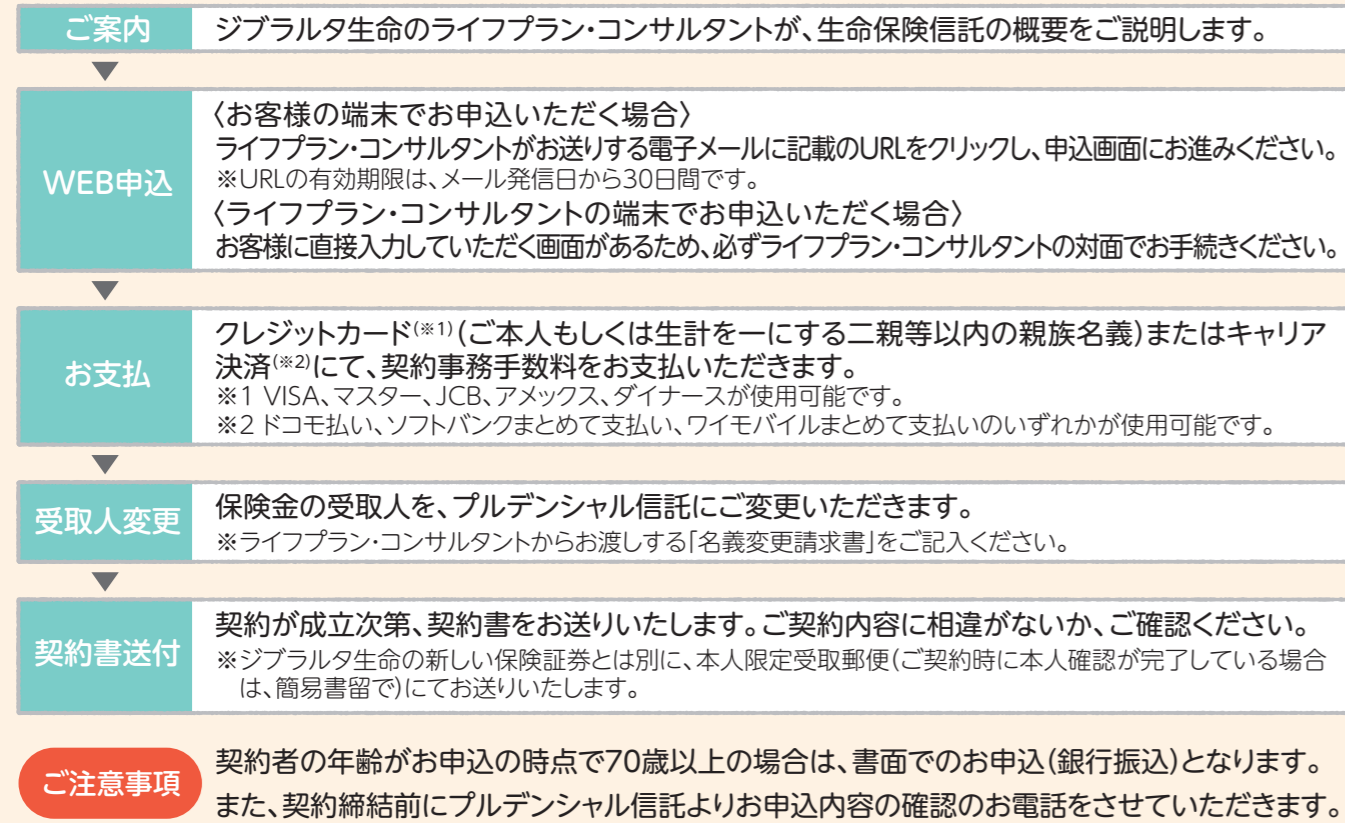 ご案内
ジブラルタ生命のライフプラン・コンサルタントが、生命保険信託の概要をご説明します。
WEB申込
〈お客様の端末でお申込いただく場合〉
ライフプラン・コンサルタントがお送りする電子メールに記載のURLをクリックし、申込画面にお進みください。
※URLの有効期限は、メール発信日から30日間です。
〈ライフプラン・コンサルタントの端末でお申込いただく場合〉
お客様に直接入力していただく画面があるため、必ずライフプラン・コンサルタントの対面でお手続きください。
お支払
クレジットカード(※1)(ご本人もしくは生計を一にする二親等以内の親族名義)またはキャリア
決済(※2)にて、契約事務手数料をお支払いただきます。
※1 VISA、マスター、JCB、アメックス、ダイナースが使用可能です。
※2 ドコモ払い、ソフトバンクまとめて支払い、ワイモバイルまとめて支払いのいずれかが使用可能です。
受取人変更
保険金の受取人を、プルデンシャル信託にご変更いただきます。
※ライフプラン・コンサルタントからお渡しする「名義変更請求書」をご記入ください。
契約書送付
契約が成立次第、契約書をお送りいたします。ご契約内容に相違がないか、ご確認ください。
※ジブラルタ生命の新しい保険証券とは別に、本人限定受取郵便(ご契約時に本人確認が完了している場合
は、簡易書留で)にてお送りいたします。
ご注意事項
契約者の年齢がお申込の時点で70歳以上の場合は、書面でのお申込(銀行振込)となります。
また、契約締結前にプルデンシャル信託よりお申込内容の確認のお電話をさせていただきます。